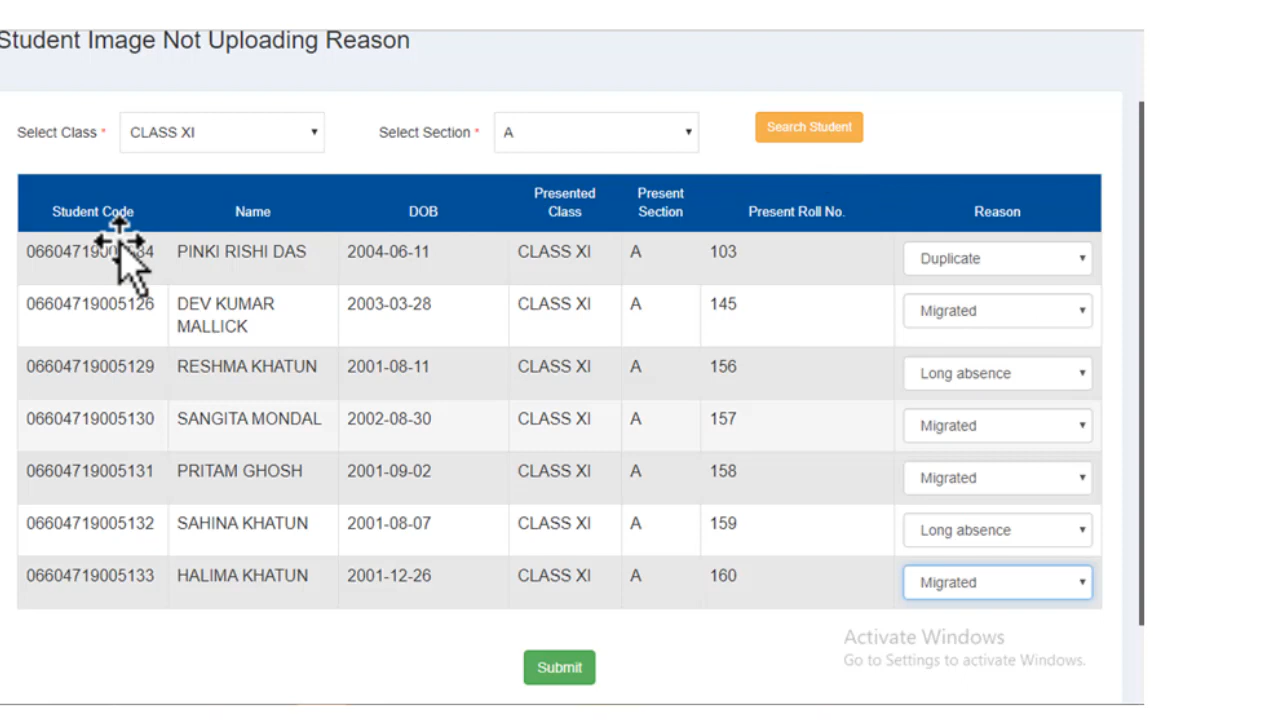 Student Image Not Uploading Reason
Select Class * CLASS XI Select Section * A Search Student
Student Code Name DOB Presented Class Present Section Present Roll No. Reason
PINKI RISHI DAS 2004-06-11 CLASS XI A 103 Duplicate
06604719005126 DEV KUMAR MALLICK 2003-03-28 CLASS XI A 145 Migrated
06604719005129 RESHMA KHATUN 2001-08-11 CLASS XI A 156 Long absence
06604719005130 SANGITA MONDAL 2002-08-30 CLASS XI A 157 Migrated
06604719005131 PRITAM GHOSH 2001-09-02 CLASS XI A 158 Migrated
06604719005132 SAHINA KHATUN 2001-08-07 CLASS XI A 159 Long absence
06604719005133 HALIMA KHATUN 2001-12-26 CLASS XI A 160 Migrated
Activate Windows
Go to Settings to activate Windows.
Submit